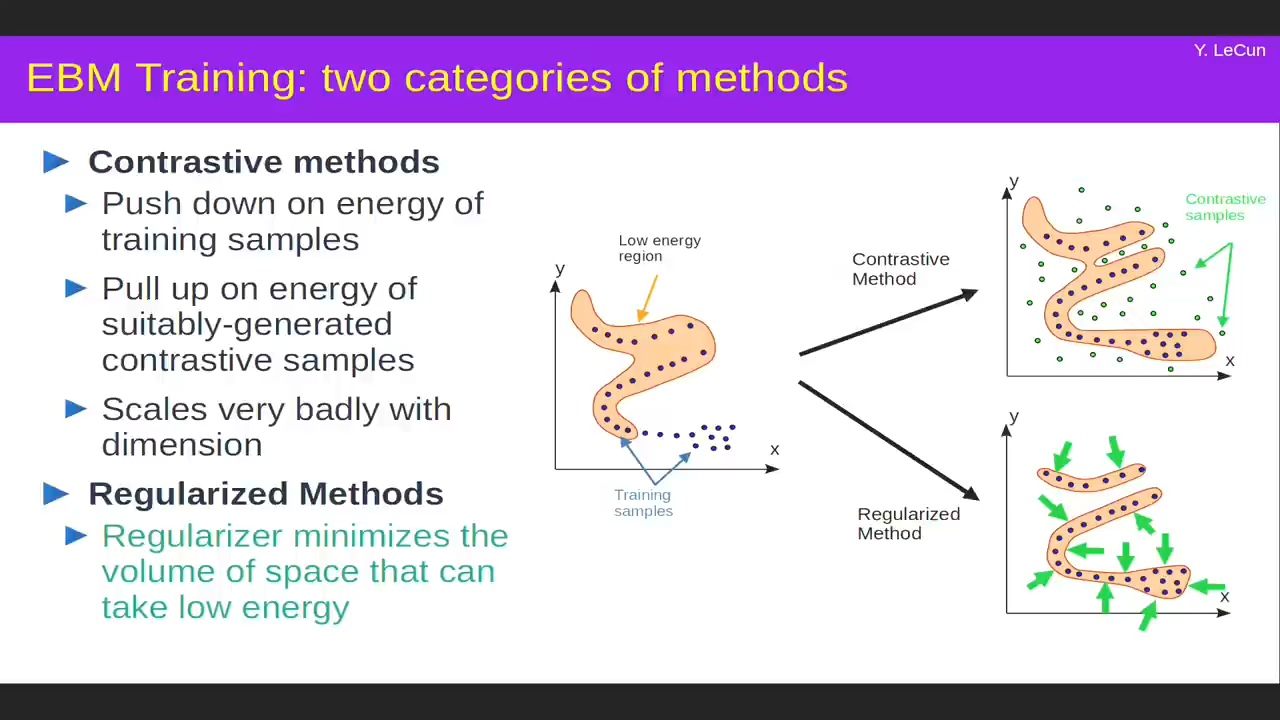 Y. LeCun
EBM Training: two categories of methods
Contrastive methods
Push down on energy of
training samples
Pull up on energy of
suitably-generated
contrastive samples
Scales very badly with
dimension
Regularized Methods
Regularizer minimizes the
volume of space that can
take low energy
Low energy
region
y
x
Training
samples
Contrastive
Method
Regularized
Method
y
Contrastive
samples
x
y
x